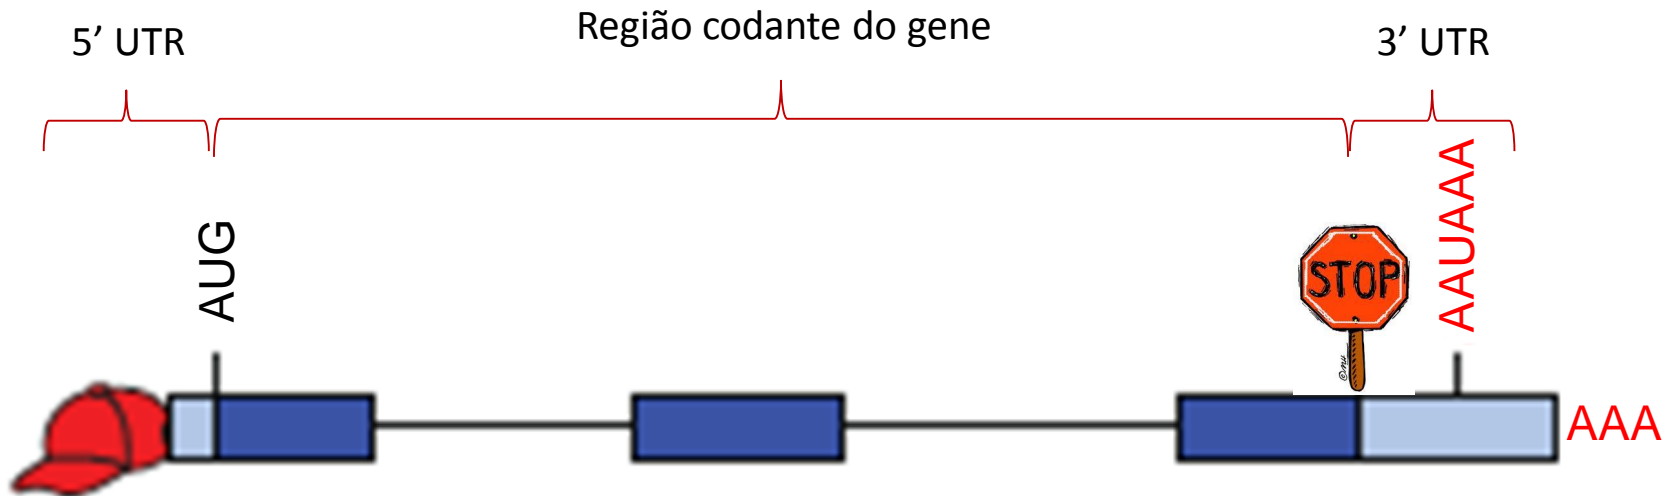 5’ UTR
Região codante do gene
3’ UTR
AUG
STOP
AAUAAA
AAA